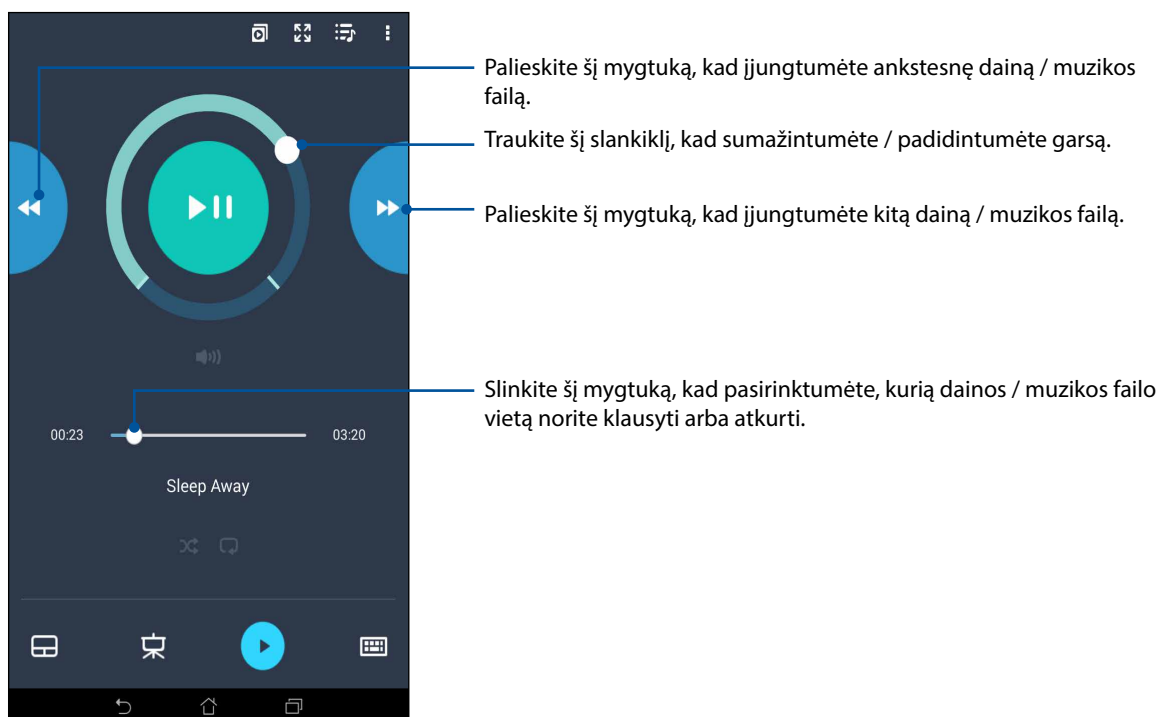 Palieskite šį mygtuką, kad įjungtumėte ankstesnę dainą / muzikos
failą.
Traukite šį slankiklį, kad sumažintumėte / padidintumėte garsą.
Palieskite šį mygtuką, kad įjungtumėte kitą dainą / muzikos failą.
Slinkite šį mygtuką, kad pasirinktumėte, kurią dainos / muzikos failo
vietą norite klausyti arba atkurti.
00:23 03:20
Sleep Away